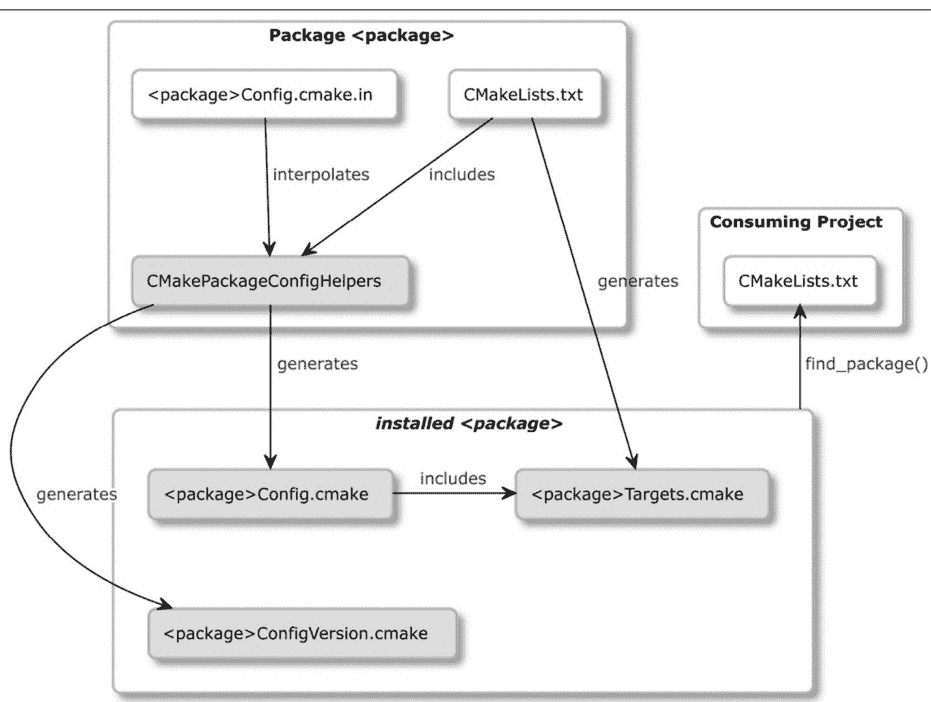 Package <package>
<package>Config.cmake.in
CMakeLists.txt
interpolates
includes
Consuming Project
CMakePackageConfigHelpers
generates
CMakeLists.txt
generates
find_package()
installed <package>
<package>Config.cmake
includes
<package>Targets.cmake
generates
<package>ConfigVersion.cmake